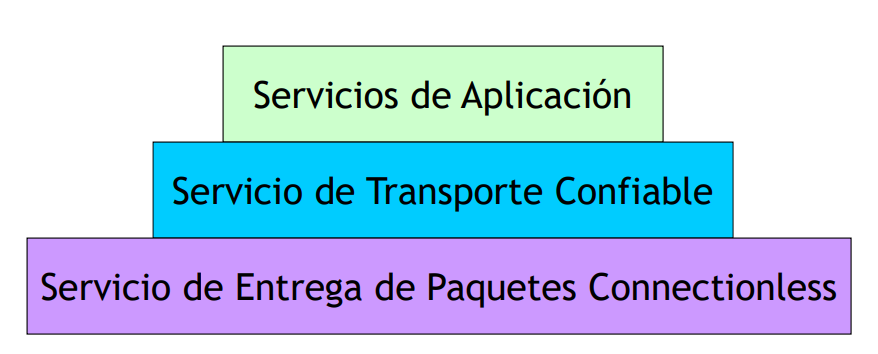 Servicios de Aplicación
Servicio de Transporte Confiable
Servicio de Entrega de Paquetes Connectionless